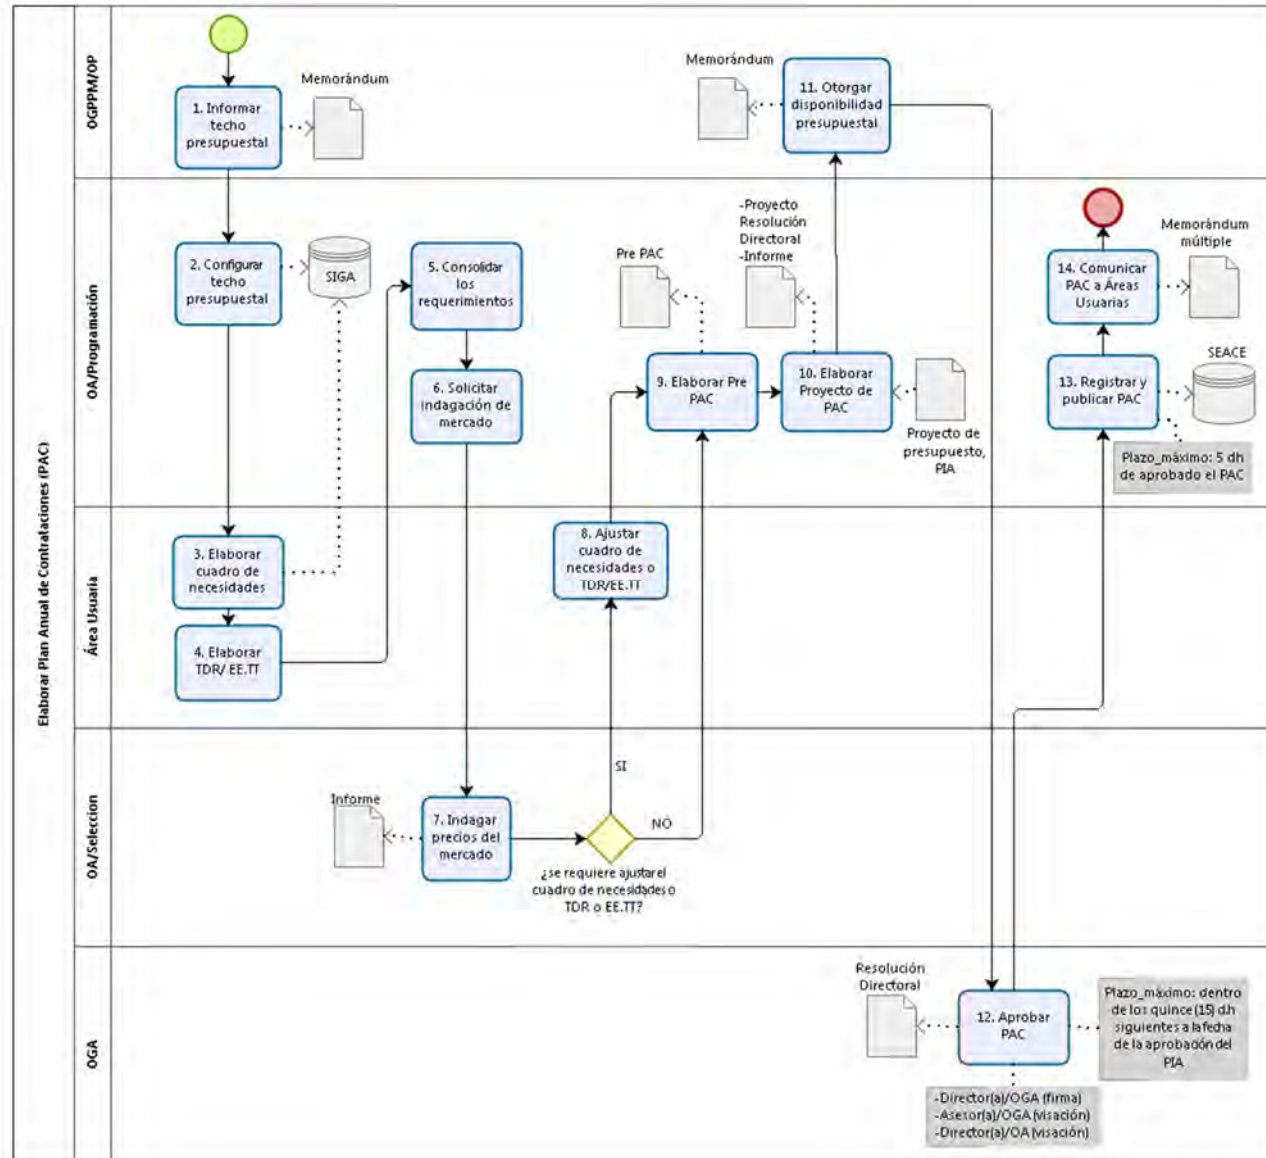 Elaborar Plan Anual de Contrataciones (PAC)
OGPPM/OP
1. Informar
techo
presupuestal
Memorándum
Memorándum
11. Otorgar
disponibilidad
presupuestal
OA/Programación
2. Configurar
techo
presupuestal
SIGA
5. Consolidar
los
requerimientos
6. Solicitar
indagación de
mercado
Pre PAC
9. Elaborar Pre
PAC
-Proyecto
Resolución
Directoral
-Informe
10. Elaborar
Proyecto de
PAC
Proyecto de
presupuesto,
PIA
14. Comunicar
PAC a Áreas
Usuarias
Memorándum
múltiple
13. Registrar y
publicar PAC
SEACE
Plazo_máximo: 5 dh
de aprobado el PAC
Área Usuaria
3. Elaborar
cuadro de
necesidades
4. Elaborar
TDR/ EE.TT
8. Ajustar
cuadro de
necesidades o
TDR/EE.TT
OA/Seleccion
Informe
7. Indagar
precios del
mercado
SI
NO
¿se requiere ajustar el
cuadro de necesidades o
TDR o EE.TT?
OGA
Resolución
Directoral
12. Aprobar
PAC
Plazo_máximo: dentro
de los quince (15) d.h
siguientes a la fecha
de la aprobación del
PIA
-Director(a)/OGA (firma)
-Asesor(a)/OGA (visación)
-Director(a)/OA (visación)